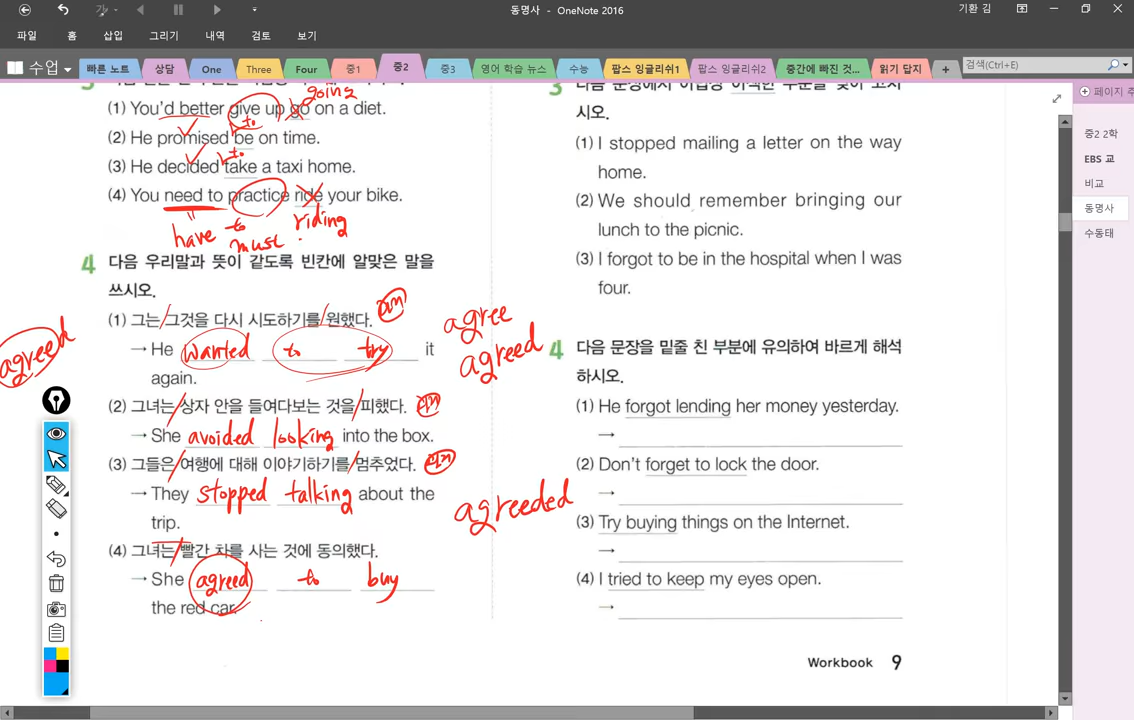 동명사 - OneNote 2016
기환 김
파일 홈 삽입 그리기 내역 검토 보기
수업 빠른 노트 상담 One Three Four 중1 중2 중3 영어 학습 뉴스 수능 팝스 잉글리쉬1 팝스 잉글리쉬2 중간에 빠진 것... 읽기 답지 + 검색(Ctrl+E)
페이지 추
중2 2학
EBS 교
비교
동명사
수동태
going
(1) You'd better give up go on a diet.
to
(2) He promised be on time.
to
(3) He decided take a taxi home.
(4) You need to practice ride your bike.
riding
have to
must
4 다음 우리말과 뜻이 같도록 빈칸에 알맞은 말을
쓰시오.
(1) 그는/그것을 다시 시도하기를/원했다.
→ He wanted to try it
again.
(2) 그녀는/상자 안을 들여다보는 것을/피했다.
→ She avoided looking into the box.
(3) 그들은/여행에 대해 이야기하기를/멈추었다.
→ They stopped talking about the
trip.
(4) 그녀는/빨간 차를 사는 것에 동의했다.
→ She agreed to buy
the red car.
agreed
agree
agreed
agreeded
3 다음 문장에서 어법상 어색한 부분을 찾아 고치
시오.
(1) I stopped mailing a letter on the way
home.
(2) We should remember bringing our
lunch to the picnic.
(3) I forgot to be in the hospital when I was
four.
4 다음 문장을 밑줄 친 부분에 유의하여 바르게 해석
하시오.
(1) He forgot lending her money yesterday.
→
(2) Don't forget to lock the door.
→
(3) Try buying things on the Internet.
→
(4) I tried to keep my eyes open.
→
Workbook 9